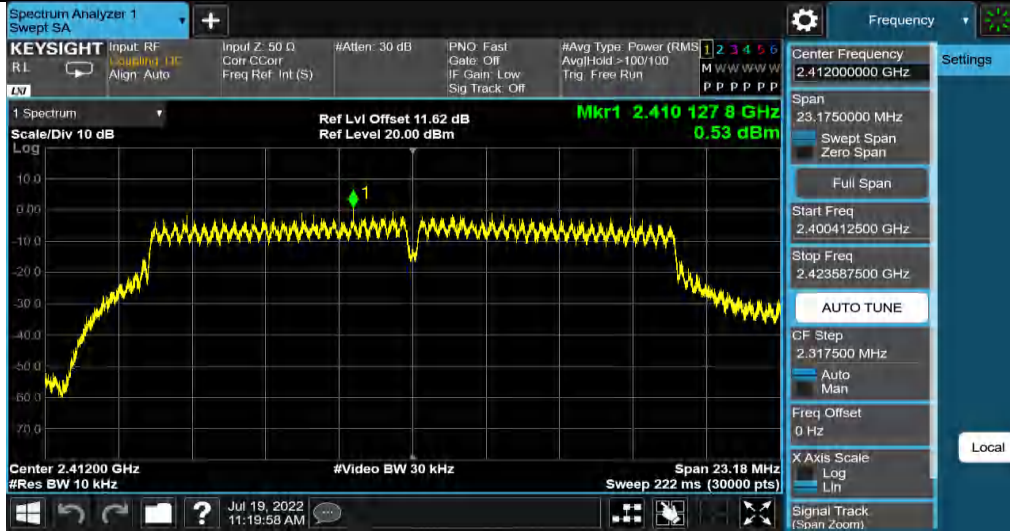 Spectrum Analyzer 1
Swept SA
Frequency
KEYSIGHT
RL
LXI
Input: RF
Coupling: DC
Align: Auto
Input Z: 50 Ω
Corr CCorr
Freq Ref: Int (S)
#Atten: 30 dB
PNO: Fast
Gate: Off
IF Gain: Low
Sig Track: Off
#Avg Type: Power (RMS
Avg|Hold >100/100
Trig: Free Run
1 2 3 4 5 6
M W W W W W
P P P P P P
1 Spectrum
Scale/Div 10 dB
Ref Lvl Offset 11.62 dB
Ref Level 20.00 dBm
Mkr1 2.410 127 8 GHz
0.53 dBm
Log
10.0
0.00
-10.0
-20.0
-30.0
-40.0
-50.0
-60.0
-70.0
1
Center 2.41200 GHz
#Video BW 30 kHz
Span 23.18 MHz
#Res BW 10 kHz
Sweep 222 ms (30000 pts)
?
Jul 19, 2022
11:19:58 AM
Center Frequency
2.412000000 GHz
Span
23.1750000 MHz
Swept Span
Zero Span
Full Span
Start Freq
2.400412500 GHz
Stop Freq
2.423587500 GHz
AUTO TUNE
CF Step
2.317500 MHz
Auto
Man
Freq Offset
0 Hz
X Axis Scale
Log
Lin
Signal Track
(Span Zoom)
Settings
Local